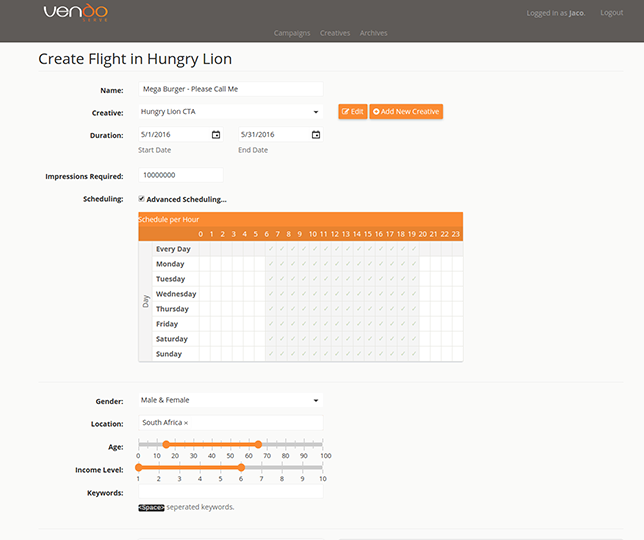 vendo
Logged in as Jaco. Logout
Campaigns Creatives Archives
Create Flight in Hungry Lion
Name: Mega Burger - Please Call Me
Creative: Hungry Lion CTA Edit Add New Creative
Duration: 5/1/2016 5/31/2016
Start Date End Date
Impressions Required: 10000000
Scheduling: Advanced Scheduling...
Schedule per Hour
0 1 2 3 4 5 6 7 8 9 10 11 12 13 14 15 16 17 18 19 20 21 22 23
Day
Every Day
Monday
Tuesday
Wednesday
Thursday
Friday
Saturday
Sunday
Gender: Male & Female
Location: South Africa ×
Age:
0 10 20 30 40 50 60 70 80 90 100
Income Level:
1 2 3 4 5 6 7 8 9 10
Keywords:
<Space> seperated keywords.